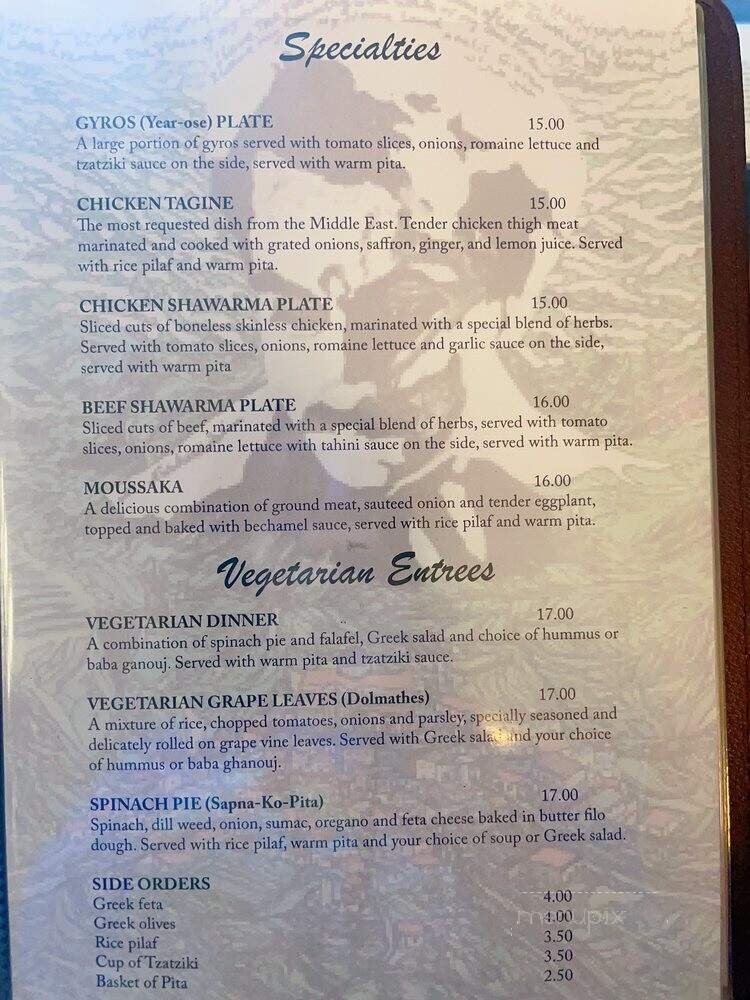 Specialties
GYROS (Year-ose) PLATE 15.00
A large portion of gyros served with tomato slices, onions, romaine lettuce and
tzatziki sauce on the side, served with warm pita.
CHICKEN TAGINE 15.00
The most requested dish from the Middle East. Tender chicken thigh meat
marinated and cooked with grated onions, saffron, ginger, and lemon juice. Served
with rice pilaf and warm pita.
CHICKEN SHAWARMA PLATE 15.00
Sliced cuts of boneless skinless chicken, marinated with a special blend of herbs.
Served with tomato slices, onions, romaine lettuce and garlic sauce on the side,
served with warm pita
BEEF SHAWARMA PLATE 16.00
Sliced cuts of beef, marinated with a special blend of herbs, served with tomato
slices, onions, romaine lettuce with tahini sauce on the side, served with warm pita.
MOUSSAKA 16.00
A delicious combination of ground meat, sauteed onion and tender eggplant,
topped and baked with bechamel sauce, served with rice pilaf and warm pita.
Vegetarian Entrees
VEGETARIAN DINNER 17.00
A combination of spinach pie and falafel, Greek salad and choice of hummus or
baba ganouj. Served with warm pita and tzatziki sauce.
VEGETARIAN GRAPE LEAVES (Dolmathes) 17.00
A mixture of rice, chopped tomatoes, onions and parsley, specially seasoned and
delicately rolled on grape vine leaves. Served with Greek salad and your choice
of hummus or baba ghanouj.
SPINACH PIE (Sapna-Ko-Pita) 17.00
Spinach, dill weed, onion, sumac, oregano and feta cheese baked in butter filo
dough. Served with rice pilaf, warm pita and your choice of soup or Greek salad.
SIDE ORDERS
Greek feta 4.00
Greek olives 4.00
Rice pilaf 3.50
Cup of Tzatziki 3.50
Basket of Pita 2.50
menupix